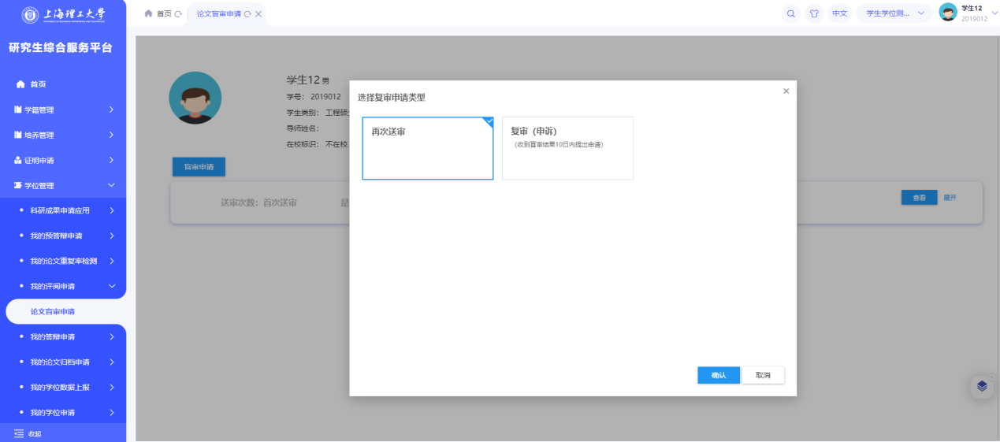 上海理工大学
首页
论文盲审申请
中文
学生学位测...
学生12
2019012
研究生综合服务平台
首页
学籍管理
培养管理
证明申请
学位管理
科研成果申请应用
我的预答辩申请
我的论文重复率检测
我的评阅申请
论文盲审申请
我的答辩申请
我的论文归档申请
我的学位数据上报
我的学位申请
收起
学生12 男
学号： 2019012
学生类别： 工程硕
导师姓名：
在校标识： 不在校
盲审申请
送审次数：首次送审 是
查看 展开
选择复审申请类型
再次送审
复审（申诉）
（收到盲审结果10日内提出申请）
确认 取消